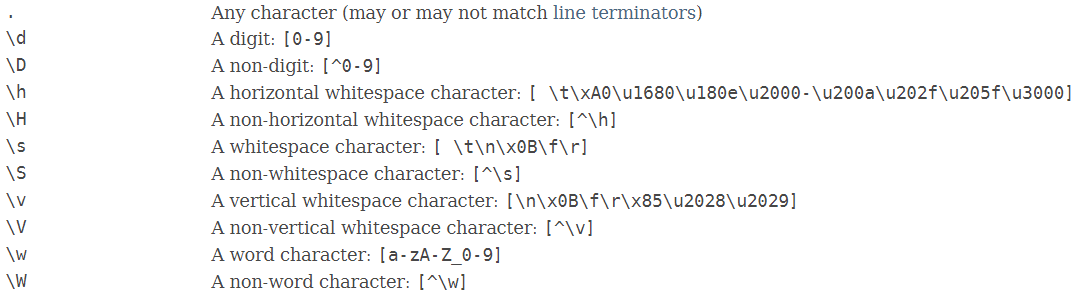 . Any character (may or may not match line terminators)
\d A digit: [0-9]
\D A non-digit: [^0-9]
\h A horizontal whitespace character: [ \t\xA0\u1680\u180e\u2000-\u200a\u202f\u205f\u3000]
\H A non-horizontal whitespace character: [^\h]
\s A whitespace character: [ \t\n\x0B\f\r]
\S A non-whitespace character: [^\s]
\v A vertical whitespace character: [\n\x0B\f\r\x85\u2028\u2029]
\V A non-vertical whitespace character: [^\v]
\w A word character: [a-zA-Z_0-9]
\W A non-word character: [^\w]